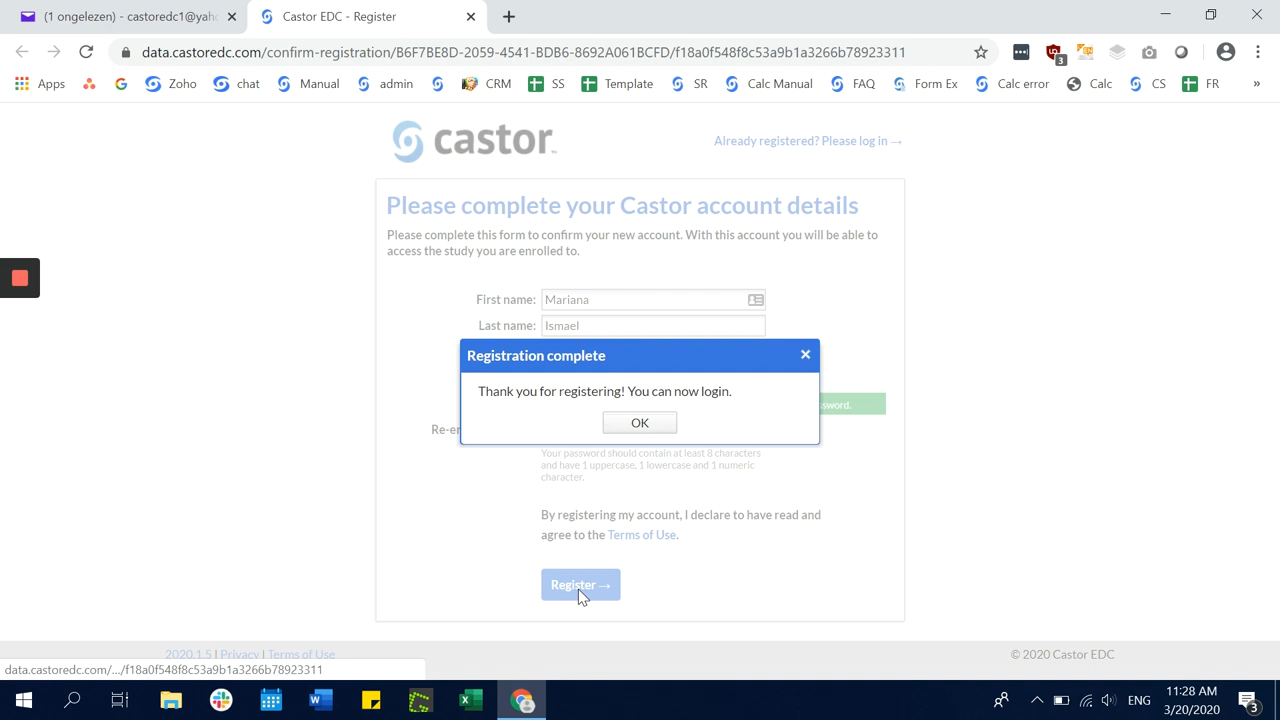 (1 ongelezen) - castoredc1@yaho
Castor EDC - Register
data.castoredc.com/confirm-registration/B6F7BE8D-2059-4541-BDB6-8692A061BCFD/f18a0f548f8c53a9b1a3266b78923311
3
EN
Apps
Zoho
chat
Manual
admin
CRM
SS
Template
SR
Calc Manual
FAQ
Form Ex
Calc error
Calc
CS
FR
»
castor
Already registered? Please log in →
Please complete your Castor account details
Please complete this form to confirm your new account. With this account you will be able to
access the study you are enrolled to.
First name: Mariana
Last name: Ismael
Registration complete
Thank you for registering! You can now login.
OK
ssword.
Re-en
Your password should contain at least 8 characters
and have 1 uppercase, 1 lowercase and 1 numeric
character.
By registering my account, I declare to have read and
agree to the Terms of Use.
Register →
2020.1.5 | Privacy | Terms of Use
© 2020 Castor EDC
data.castoredc.com/.../f18a0f548f8c53a9b1a3266b78923311
ENG
11:28 AM
3/20/2020
3